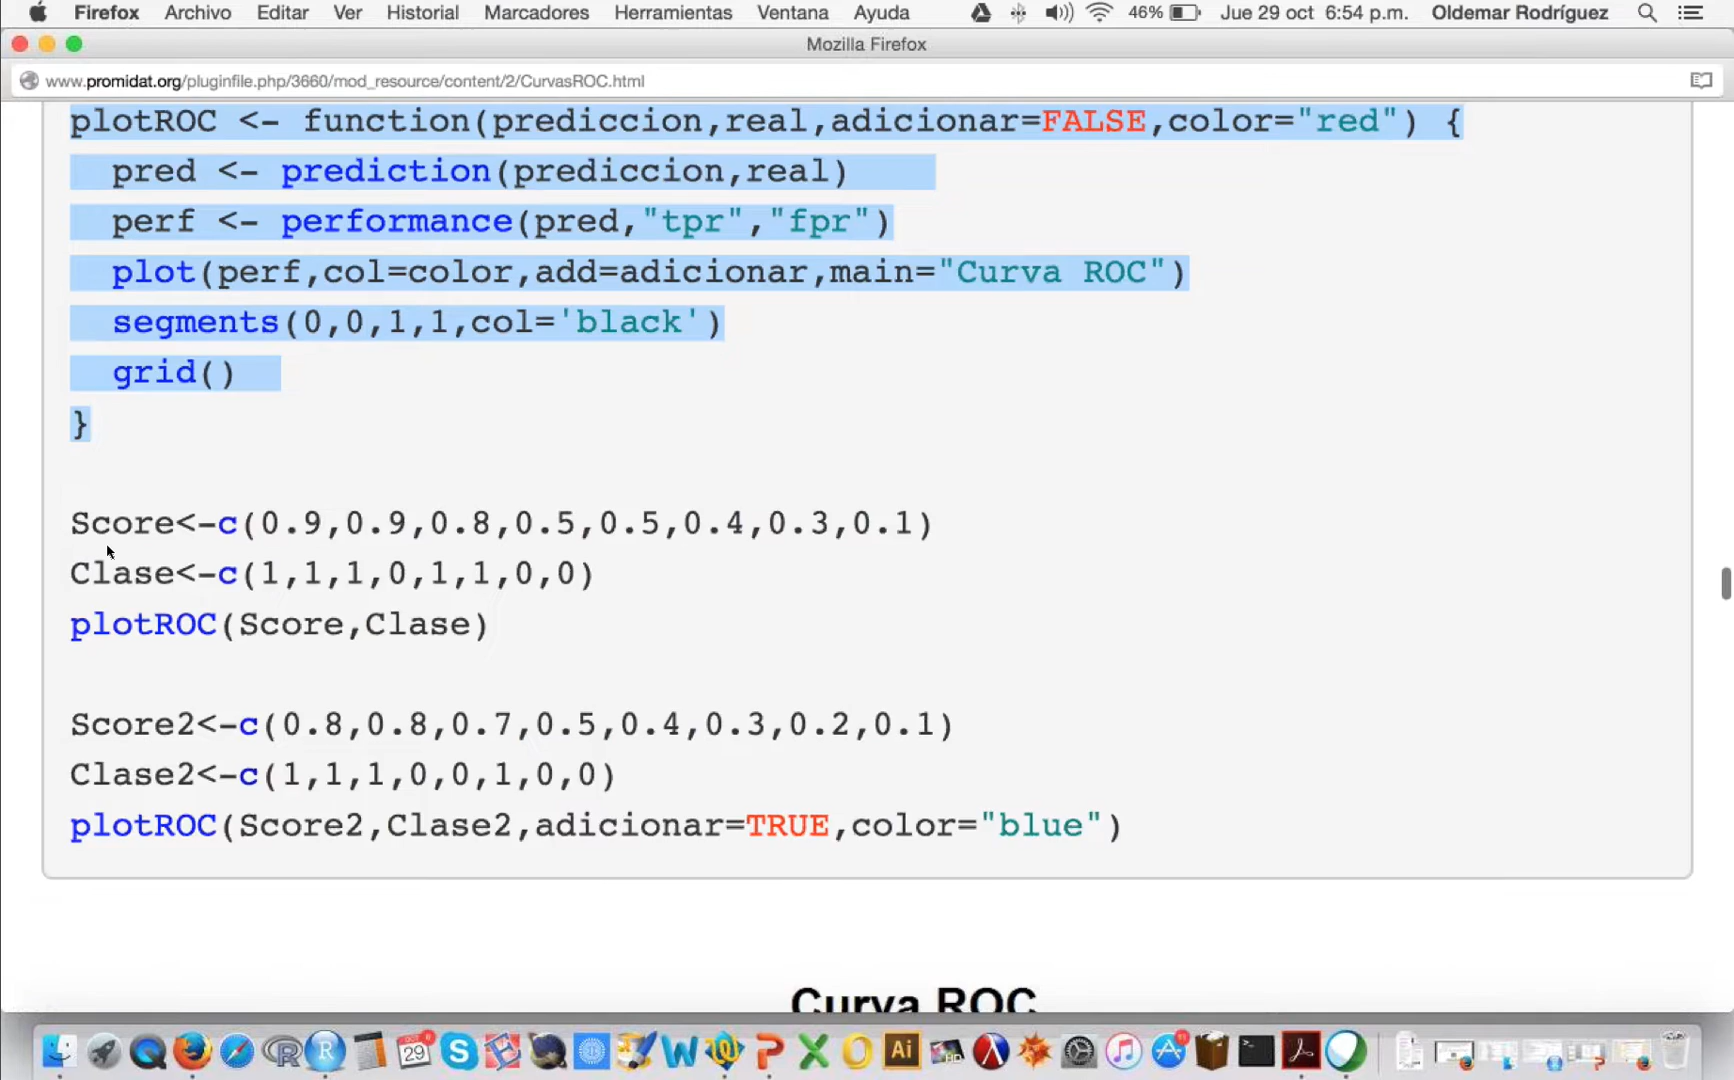 Firefox Archivo Editar Ver Historial Marcadores Herramientas Ventana Ayuda 46% Jue 29 oct 6:54 p.m. Oldemar Rodríguez
Mozilla Firefox
www.promidat.org/pluginfile.php/3660/mod_resource/content/2/CurvasROC.html
plotROC <- function(prediccion,real,adicionar=FALSE,color="red") {
  pred <- prediction(prediccion,real)
  perf <- performance(pred,"tpr","fpr")
  plot(perf,col=color,add=adicionar,main="Curva ROC")
  segments(0,0,1,1,col='black')
  grid()
}
Score<-c(0.9,0.9,0.8,0.5,0.5,0.4,0.3,0.1)
Clase<-c(1,1,1,0,1,1,0,0)
plotROC(Score,Clase)
Score2<-c(0.8,0.8,0.7,0.5,0.4,0.3,0.2,0.1)
Clase2<-c(1,1,1,0,0,1,0,0)
plotROC(Score2,Clase2,adicionar=TRUE,color="blue")
Curva ROC
29
Ai